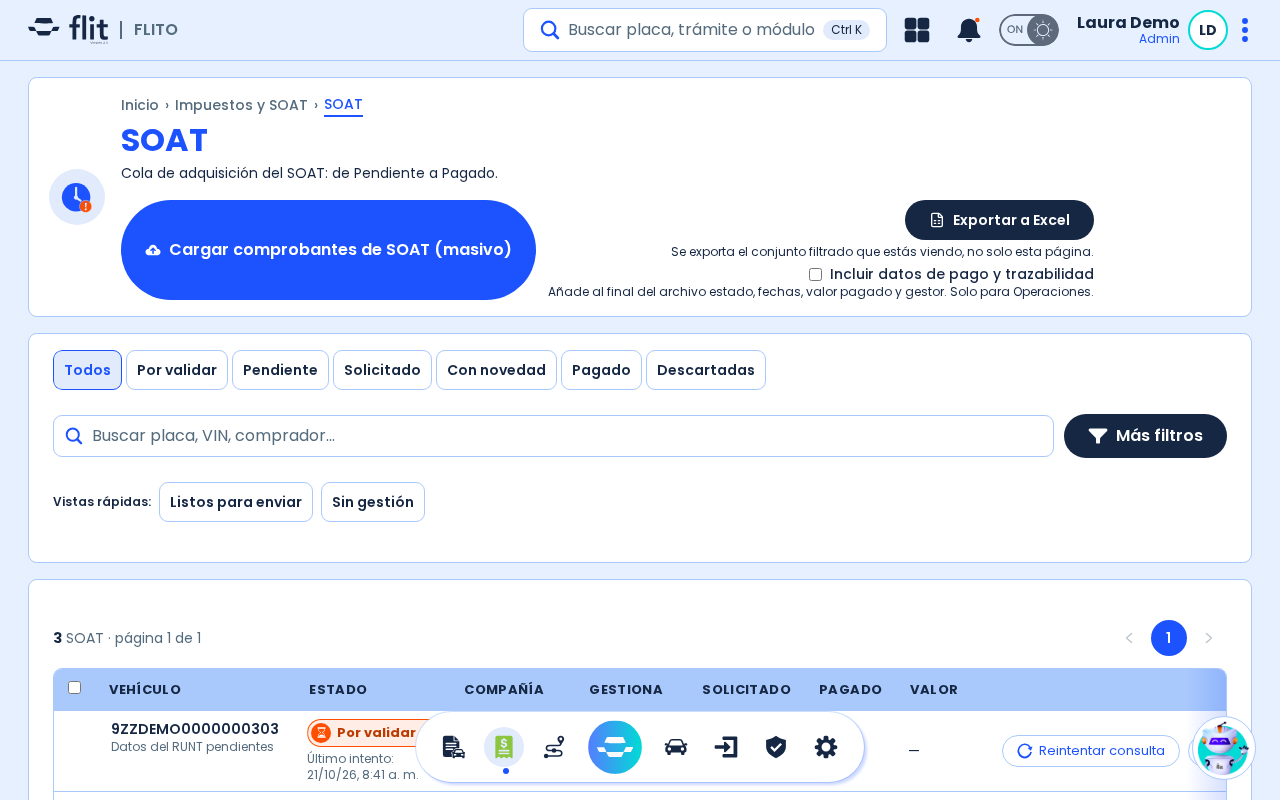 flit | FLITO
Buscar placa, trámite o módulo Ctrl K
ON
Laura Demo
Admin
LD
Inicio › Impuestos y SOAT › SOAT
SOAT
Cola de adquisición del SOAT: de Pendiente a Pagado.
Cargar comprobantes de SOAT (masivo)
Exportar a Excel
Se exporta el conjunto filtrado que estás viendo, no solo esta página.
Incluir datos de pago y trazabilidad
Añade al final del archivo estado, fechas, valor pagado y gestor. Solo para Operaciones.
Todos Por validar Pendiente Solicitado Con novedad Pagado Descartadas
Buscar placa, VIN, comprador...
Más filtros
Vistas rápidas: Listos para enviar Sin gestión
3 SOAT · página 1 de 1
1
VEHÍCULO ESTADO COMPAÑÍA GESTIONA SOLICITADO PAGADO VALOR
9ZZDEMO0000000303
Datos del RUNT pendientes
Por validar
Último intento:
21/10/26, 8:41 a. m.
—
Reintentar consulta